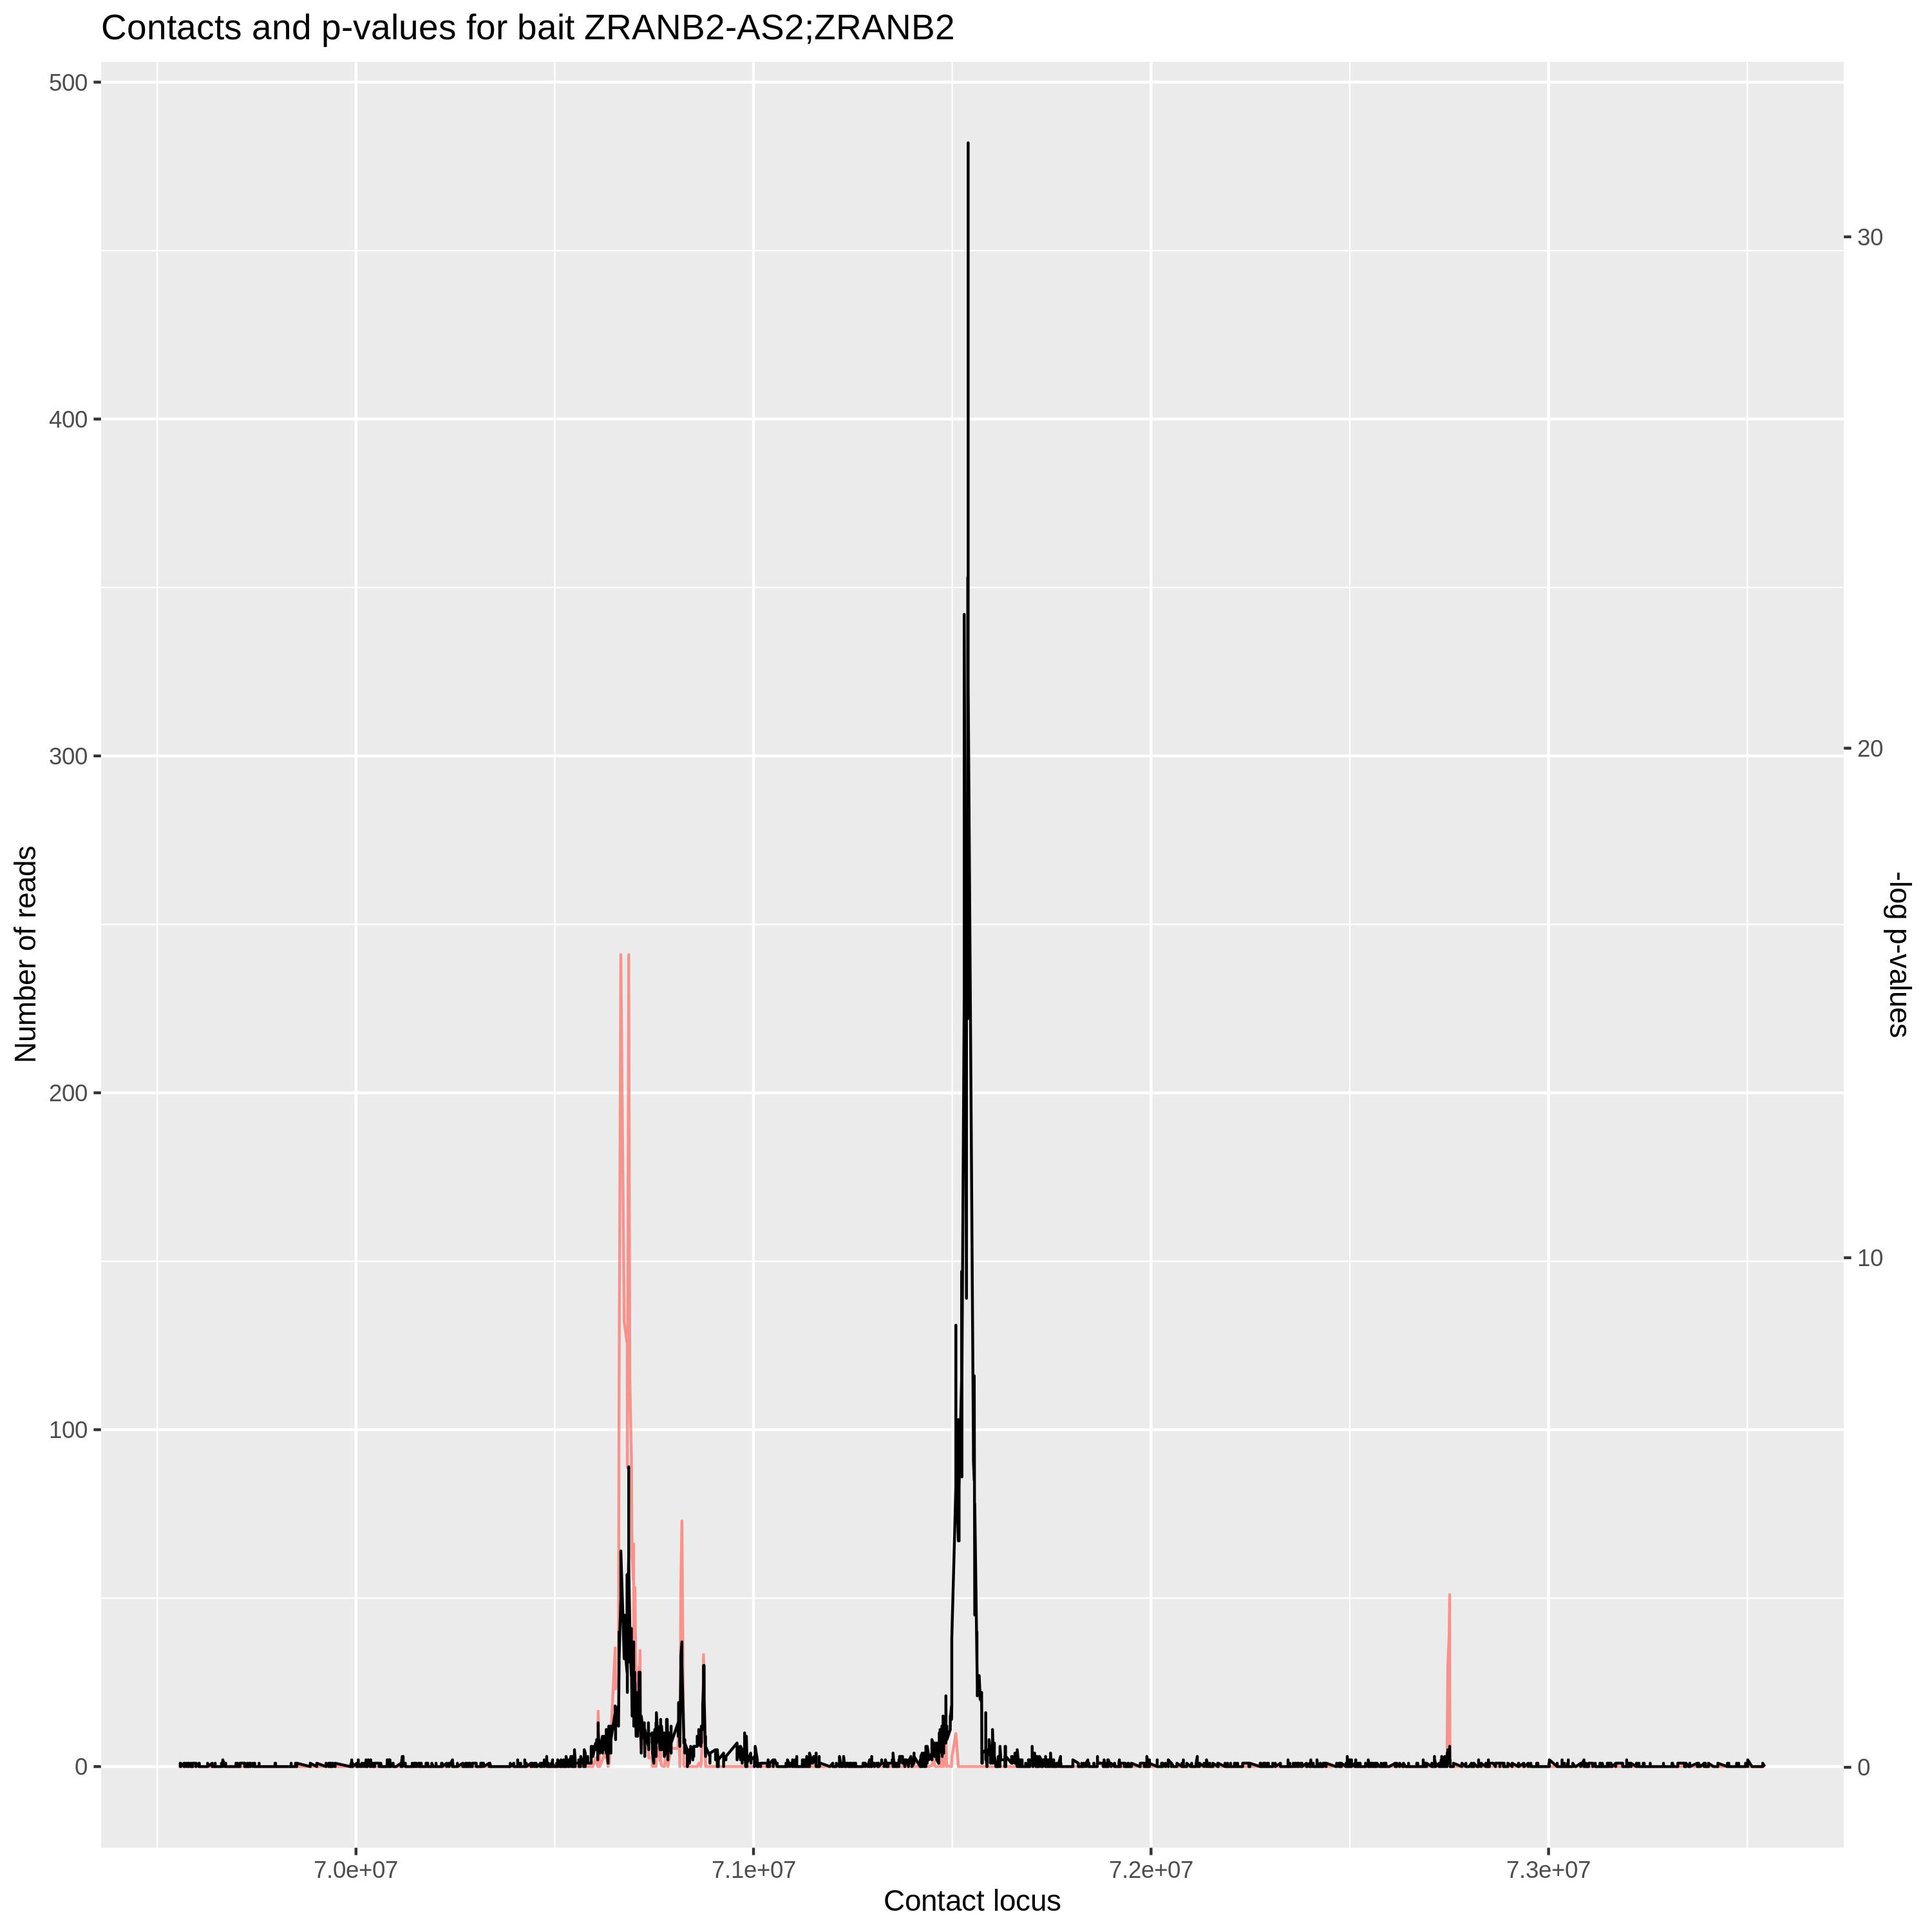 Contacts and p-values for bait ZRANB2-AS2;ZRANB2
500
400
300
200
100
0
Number of reads
30
20
10
0
-log p-values
7.0e+07 7.1e+07 7.2e+07 7.3e+07
Contact locus